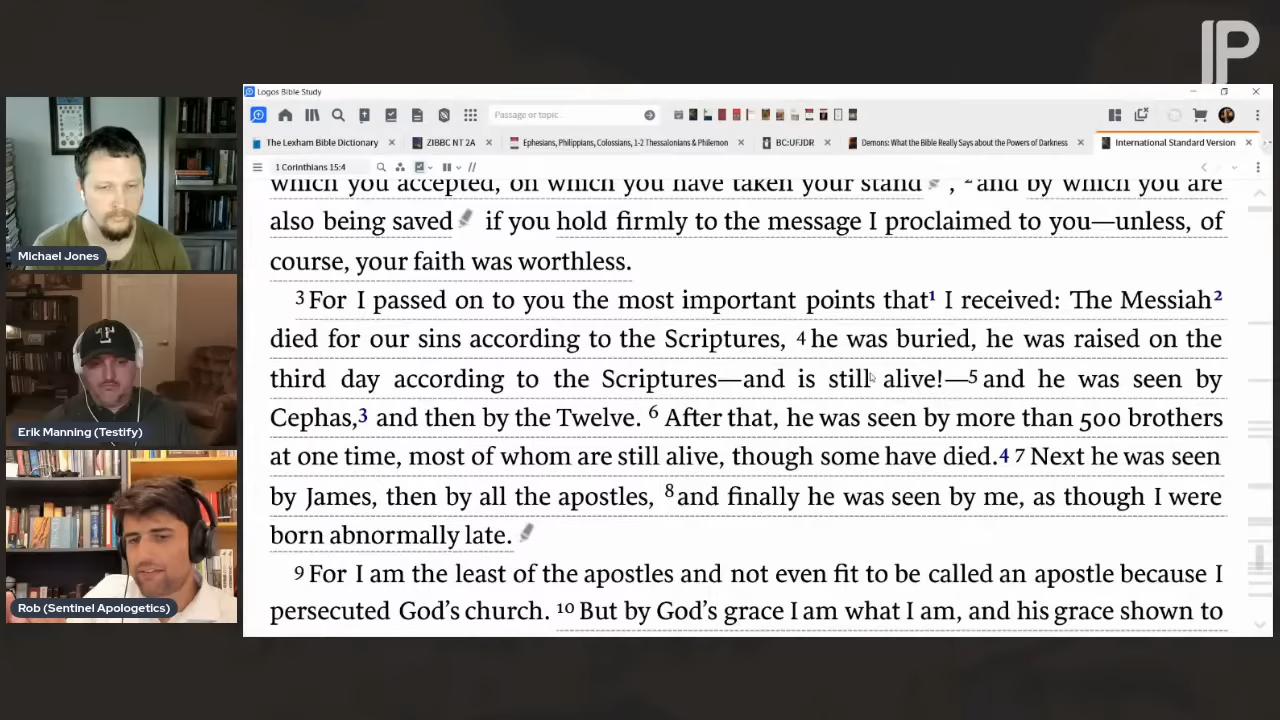 IP
Logos Bible Study
Passage or topic
The Lexham Bible Dictionary
ZIBBC NT 2A
Ephesians, Philippians, Colossians, 1-2 Thessalonians & Philemon
BC:UFJDR
Demons: What the Bible Really Says about the Powers of Darkness
International Standard Version
1 Corinthians 15:4
which you accepted, on which you have taken your stand , 2 and by which you are
also being saved if you hold firmly to the message I proclaimed to you—unless, of
course, your faith was worthless.
3 For I passed on to you the most important points that1 I received: The Messiah2
died for our sins according to the Scriptures, 4 he was buried, he was raised on the
third day according to the Scriptures—and is still alive!—5 and he was seen by
Cephas,3 and then by the Twelve. 6 After that, he was seen by more than 500 brothers
at one time, most of whom are still alive, though some have died.4 7 Next he was seen
by James, then by all the apostles, 8 and finally he was seen by me, as though I were
born abnormally late.
9 For I am the least of the apostles and not even fit to be called an apostle because I
persecuted God's church. 10 But by God's grace I am what I am, and his grace shown to
Michael Jones
Erik Manning (Testify)
Rob (Sentinel Apologetics)